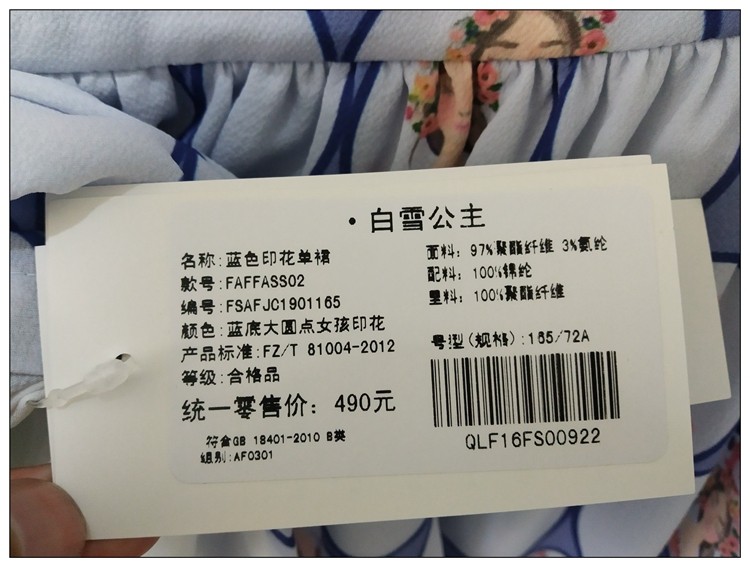 ·白雪公主
名称:蓝色印花单裙
款号:FAFFASS02
编号:FSAFJC1901165
颜色:蓝底大圆点女孩印花
产品标准:FZ/T 81004-2012
等级:合格品
统一零售价: 490元
符合GB 18401-2010 B类
组别:AF0301
面料: 97%聚酯纤维 3%氨纶
配料: 100%锦纶
里料: 100%聚酯纤维
号型(规格):165/72A
QLF16FS00922